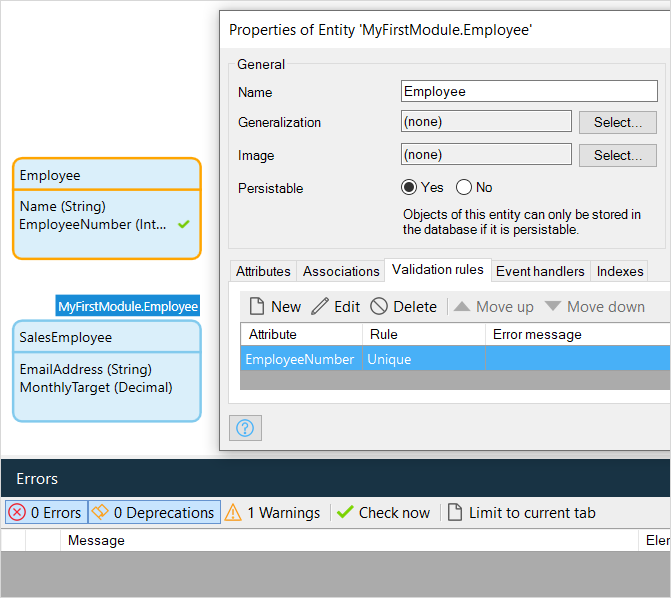 Properties of Entity 'MyFirstModule.Employee'
General
Name
Employee
Generalization
(none)
Select...
Image
(none)
Select...
Persistable
Yes
No
Objects of this entity can only be stored in
the database if it is persistable.
Employee
Name (String)
EmployeeNumber (Int...
MyFirstModule.Employee
SalesEmployee
EmailAddress (String)
MonthlyTarget (Decimal)
Attributes
Associations
Validation rules
Event handlers
Indexes
New
Edit
Delete
Move up
Move down
Attribute
Rule
Error message
EmployeeNumber
Unique
?
Errors
0 Errors
0 Deprecations
1 Warnings
Check now
Limit to current tab
Message
Eler